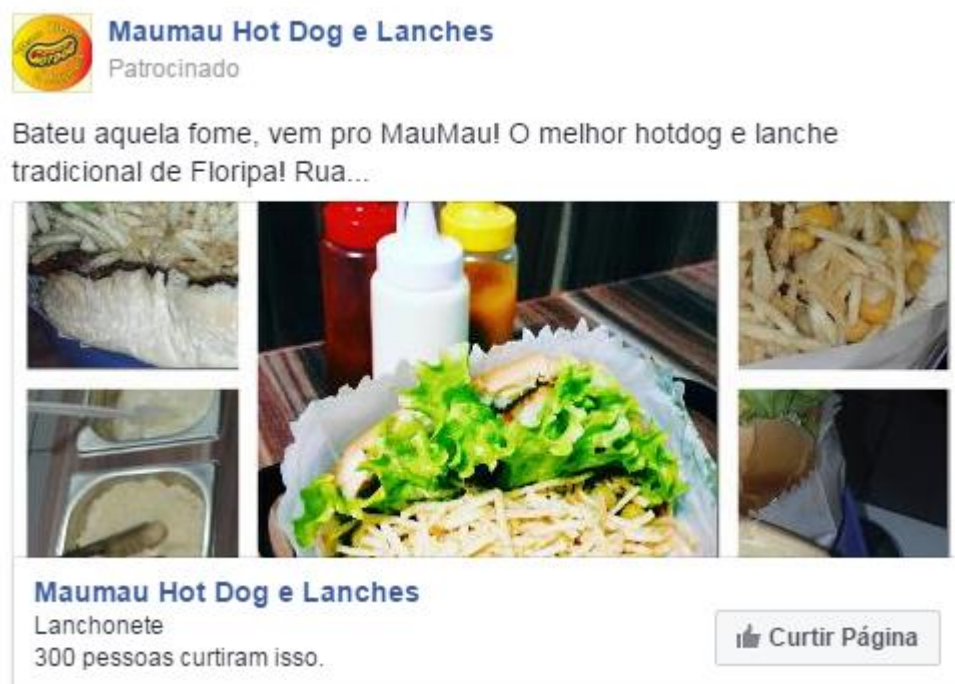 Maumau Hot Dog e Lanches
Patrocinado
Bateu aquela fome, vem pro MauMau! O melhor hotdog e lanche
tradicional de Floripa! Rua...
Maumau Hot Dog e Lanches
Lanchonete
300 pessoas curtiram isso.
Curtir Página